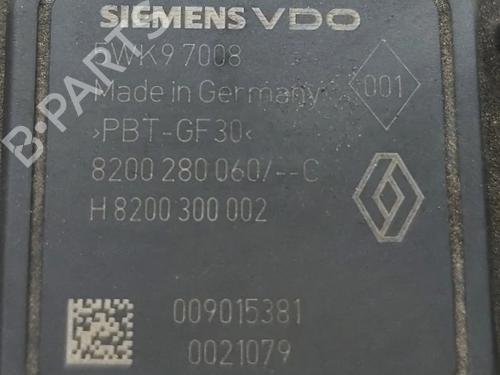 SIEMENS VDO
5WK9 7008
Made in Germany
001
›PBT-GF30‹
8200 280 060/--C
H 8200 300 002
009015381
0021079
B-PARTS